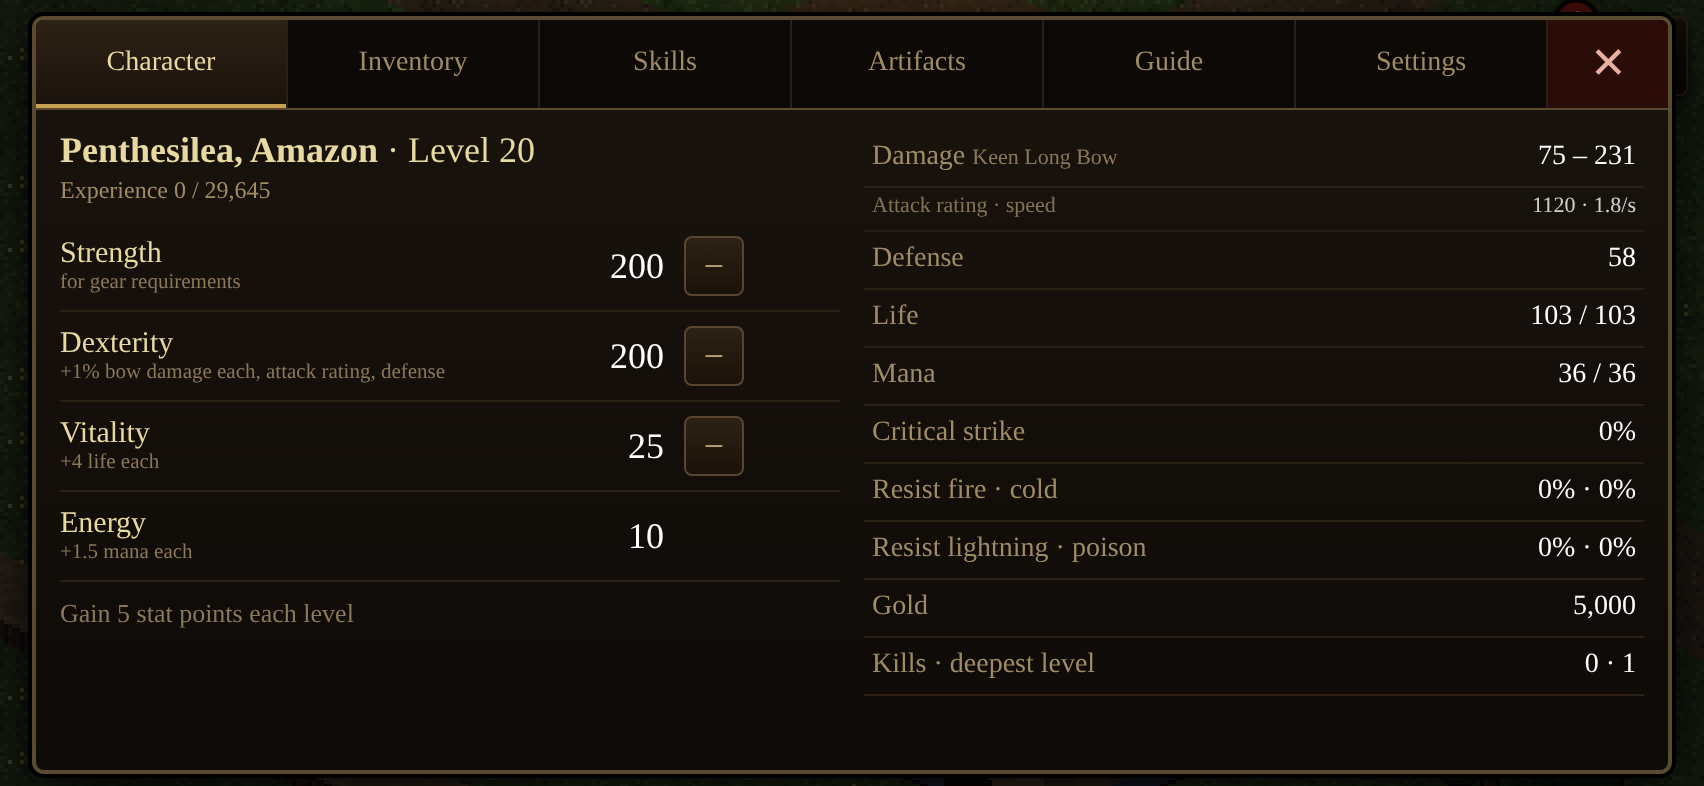 Character
Inventory
Skills
Artifacts
Guide
Settings
✕
Penthesilea, Amazon · Level 20
Experience 0 / 29,645
Strength
for gear requirements
200
−
Dexterity
+1% bow damage each, attack rating, defense
200
−
Vitality
+4 life each
25
−
Energy
+1.5 mana each
10
Gain 5 stat points each level
Damage Keen Long Bow 75 – 231
Attack rating · speed 1120 · 1.8/s
Defense 58
Life 103 / 103
Mana 36 / 36
Critical strike 0%
Resist fire · cold 0% · 0%
Resist lightning · poison 0% · 0%
Gold 5,000
Kills · deepest level 0 · 1